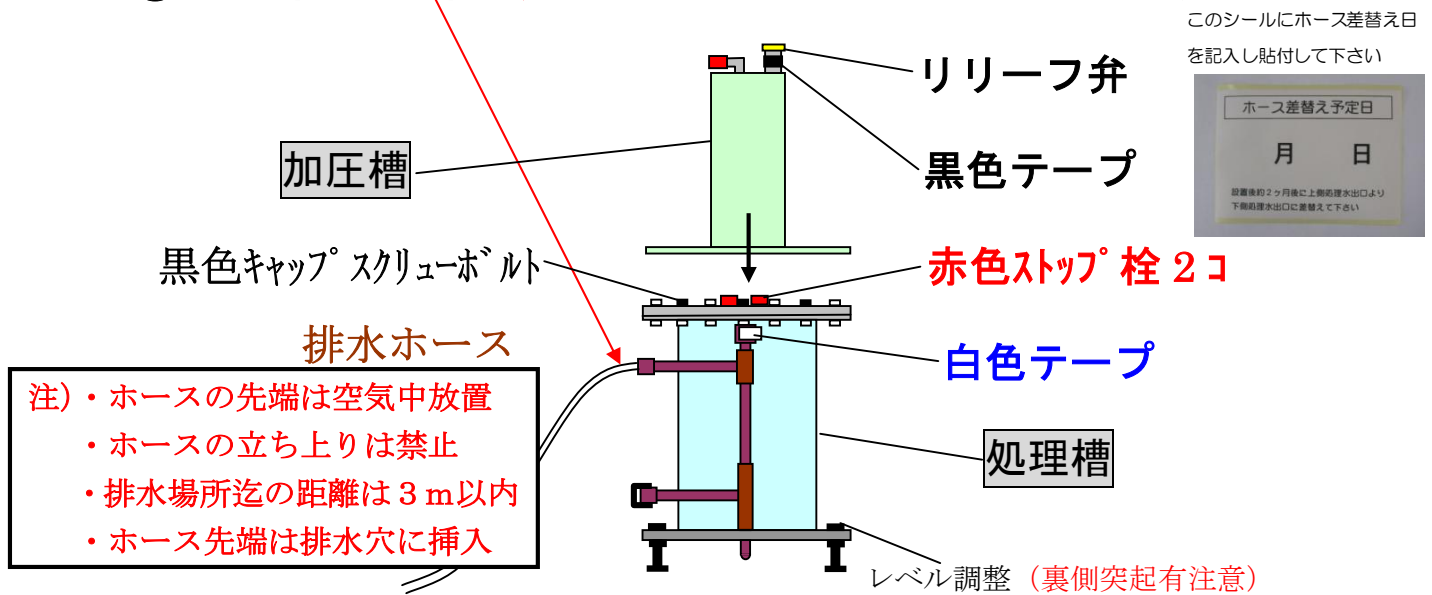 このシールにホース差替え日
を記入し貼付して下さい
リリーフ弁
ホース差替え予定日
月　日
設置後約2ヶ月後に上側処理水出口より
下側処理水出口に差替えて下さい
加圧槽
黒色テープ
黒色ｷｬｯﾌﾟｽｸﾘｭｰﾎﾞﾙﾄ
赤色ｽﾄｯﾌﾟ栓２コ
排水ホース
白色テープ
注）・ホースの先端は空気中放置
・ホースの立ち上りは禁止
・排水場所迄の距離は３ｍ以内
・ホース先端は排水穴に挿入
処理槽
レベル調整（裏側突起有注意）